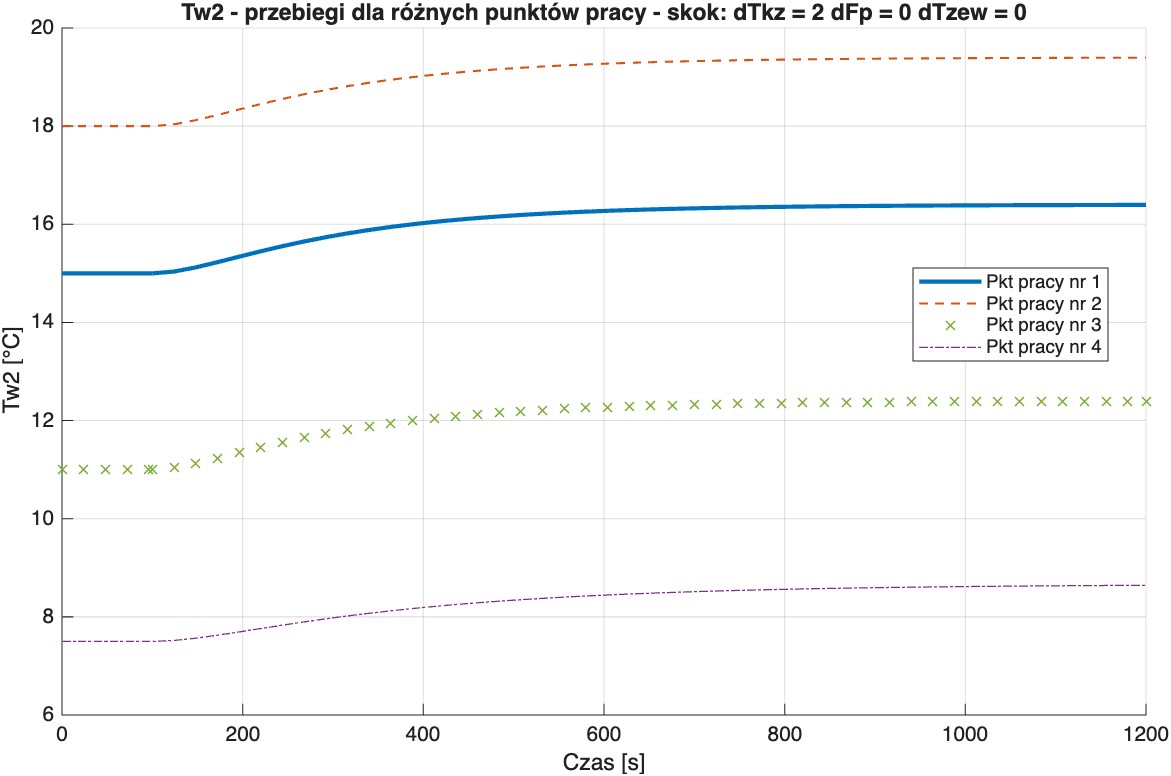 Tw2 - przebiegi dla różnych punktów pracy - skok: dTkz = 2 dFp = 0 dTzew = 0
20
18
16
14
12
10
8
6
Tw2 [°C]
Pkt pracy nr 1
Pkt pracy nr 2
Pkt pracy nr 3
Pkt pracy nr 4
0
200
400
600
800
1000
1200
Czas [s]